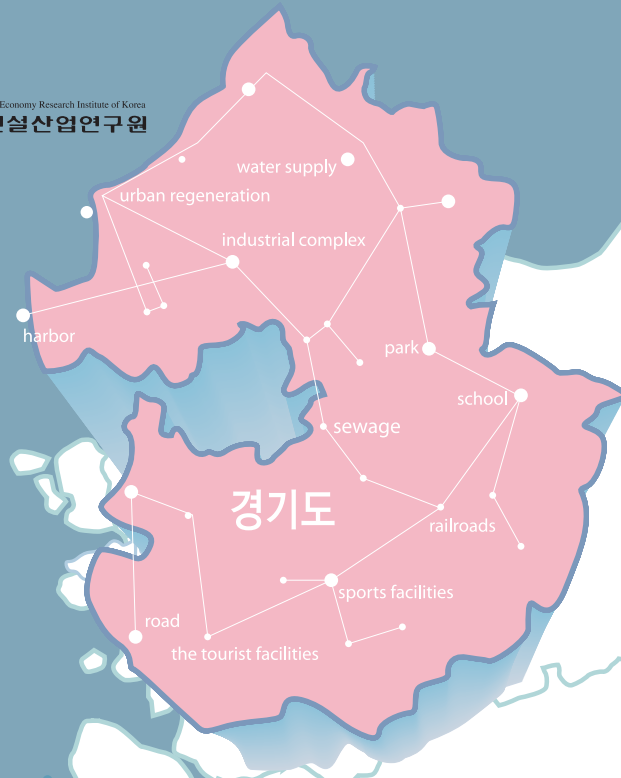 Economy Research Institute of Korea
설산업연구원
water supply
urban regeneration
industrial complex
harbor
park
school
sewage
경기도
railroads
sports facilities
road
the tourist facilities